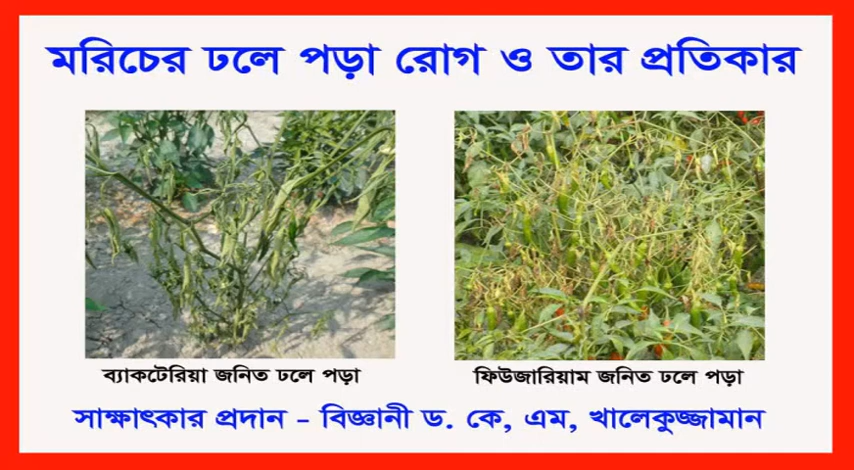 মরিচের ঢলে পড়া রোগ ও তার প্রতিকার
ব্যাকটেরিয়া জনিত ঢলে পড়া
ফিউজারিয়াম জনিত ঢলে পড়া
সাক্ষাৎকার প্রদান - বিজ্ঞানী ড. কে, এম, খালেকুজ্জামান